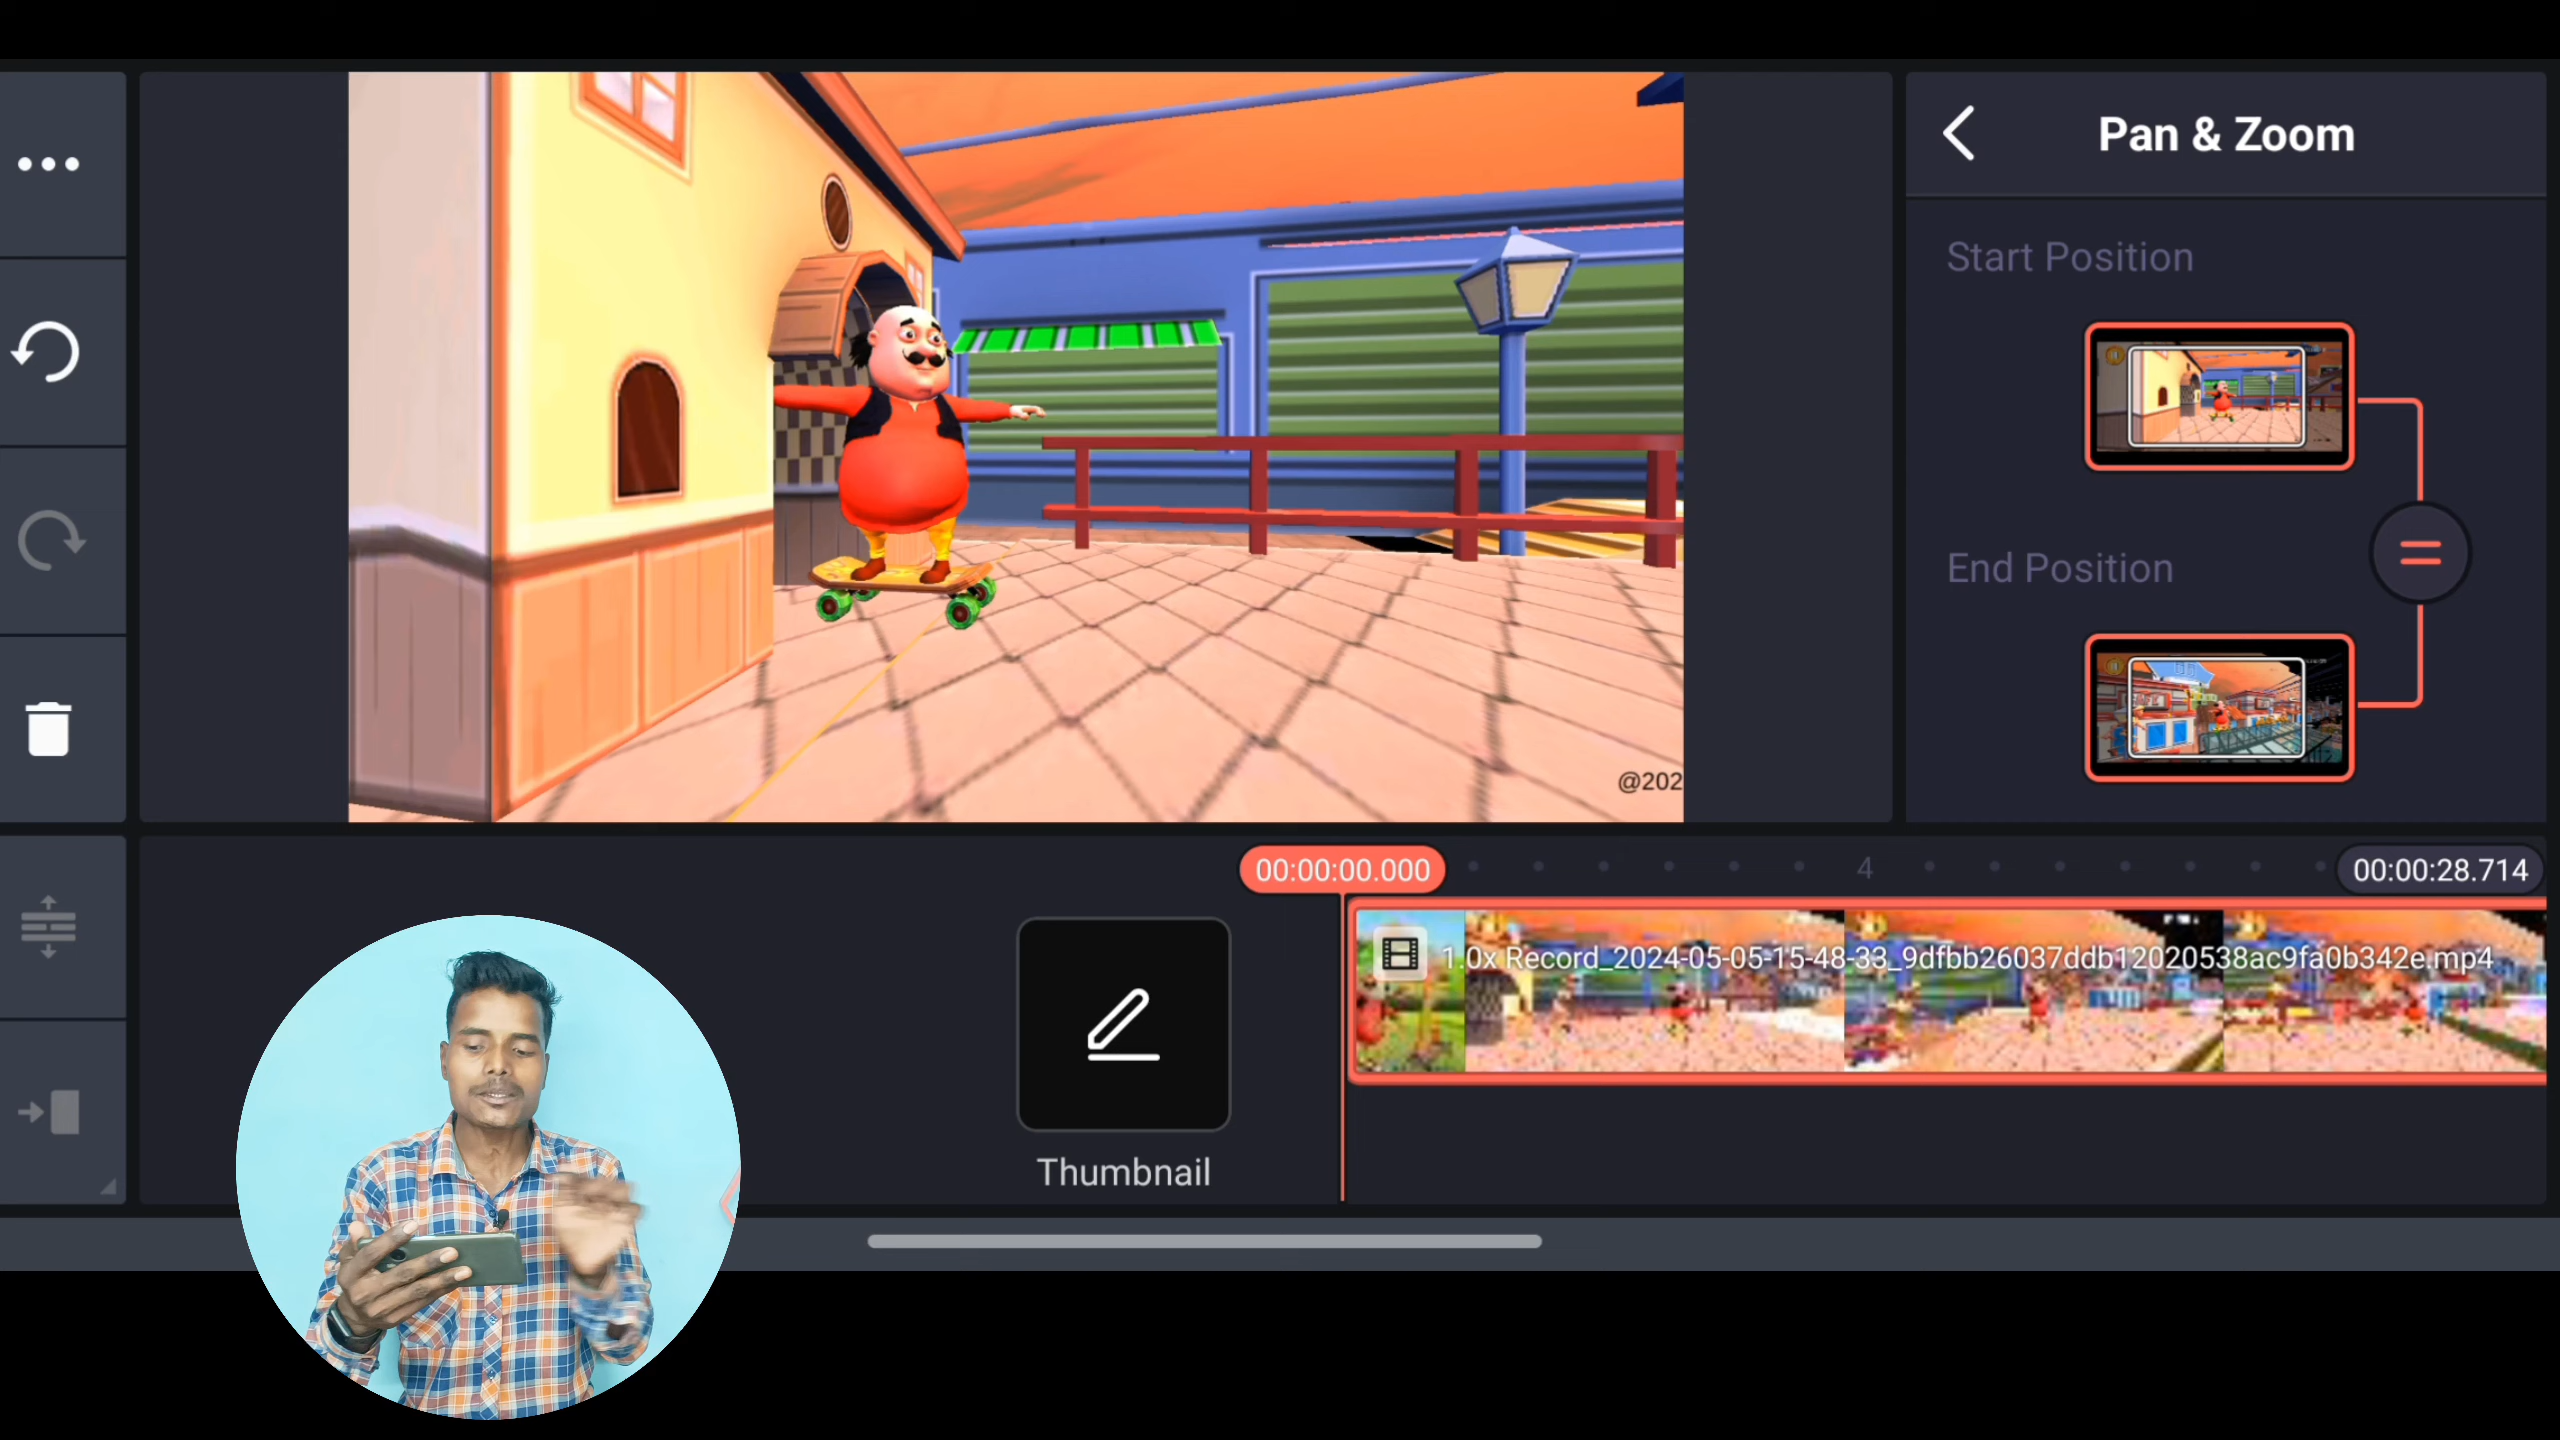 Pan & Zoom
Start Position
End Position
@202
00:00:00.000
4
00:00:28.714
1.0x Record_2024-05-05-15-48-33_9dfbb26037ddb12020538ac9fa0b342e.mp4
Thumbnail